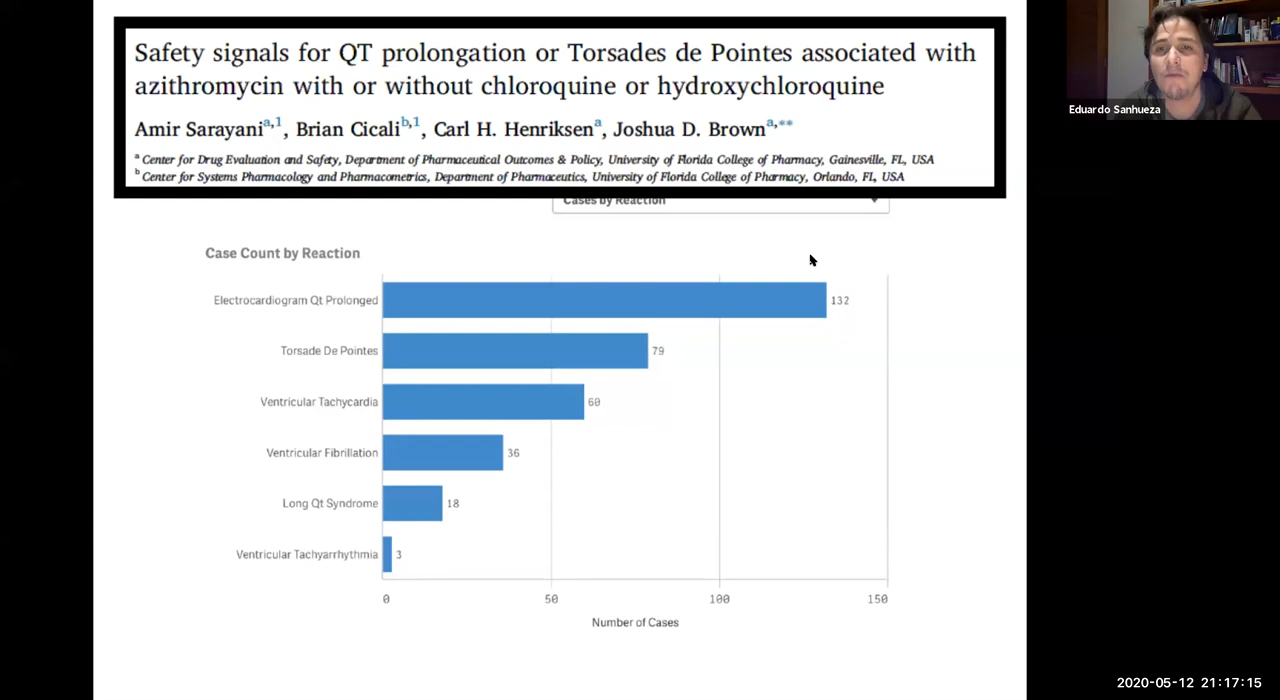 Safety signals for QT prolongation or Torsades de Pointes associated with
azithromycin with or without chloroquine or hydroxychloroquine
Amir Sarayani a,1, Brian Cicali b,1, Carl H. Henriksen a, Joshua D. Brown a,**
a Center for Drug Evaluation and Safety, Department of Pharmaceutical Outcomes & Policy, University of Florida College of Pharmacy, Gainesville, FL, USA
b Center for Systems Pharmacology and Pharmacometrics, Department of Pharmaceutics, University of Florida College of Pharmacy, Orlando, FL, USA
Eduardo Sanhueza
Cases by Reaction
Case Count by Reaction
Electrocardiogram Qt Prolonged 132
Torsade De Pointes 79
Ventricular Tachycardia 60
Ventricular Fibrillation 36
Long Qt Syndrome 18
Ventricular Tachyarrhythmia 3
0 50 100 150
Number of Cases
2020-05-12 21:17:15